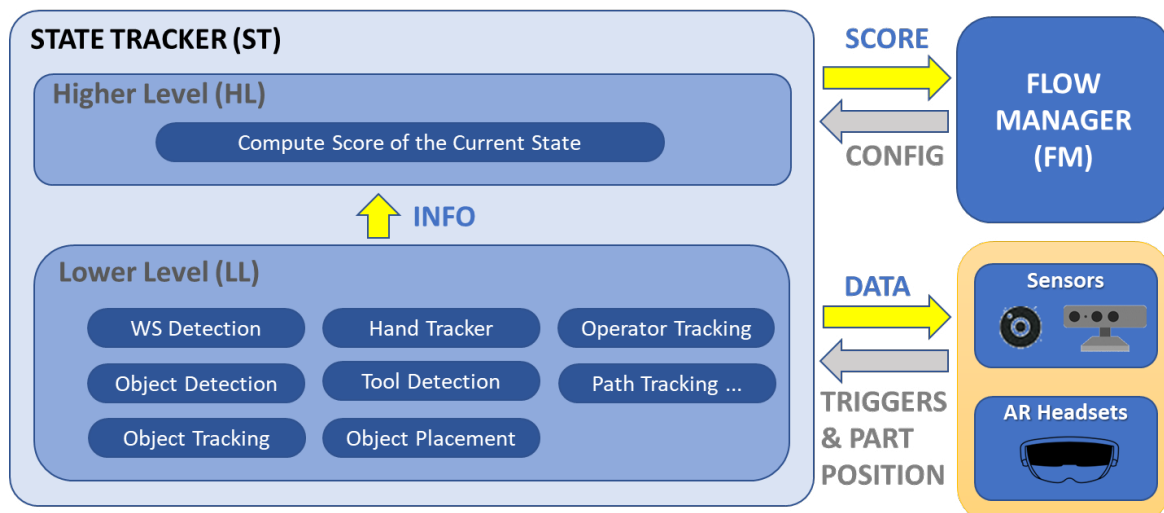 STATE TRACKER (ST)
Higher Level (HL)
Compute Score of the Current State
INFO
Lower Level (LL)
WS Detection
Hand Tracker
Operator Tracking
Object Detection
Tool Detection
Path Tracking ...
Object Tracking
Object Placement
SCORE
CONFIG
FLOW
MANAGER
(FM)
DATA
TRIGGERS
& PART
POSITION
Sensors
AR Headsets